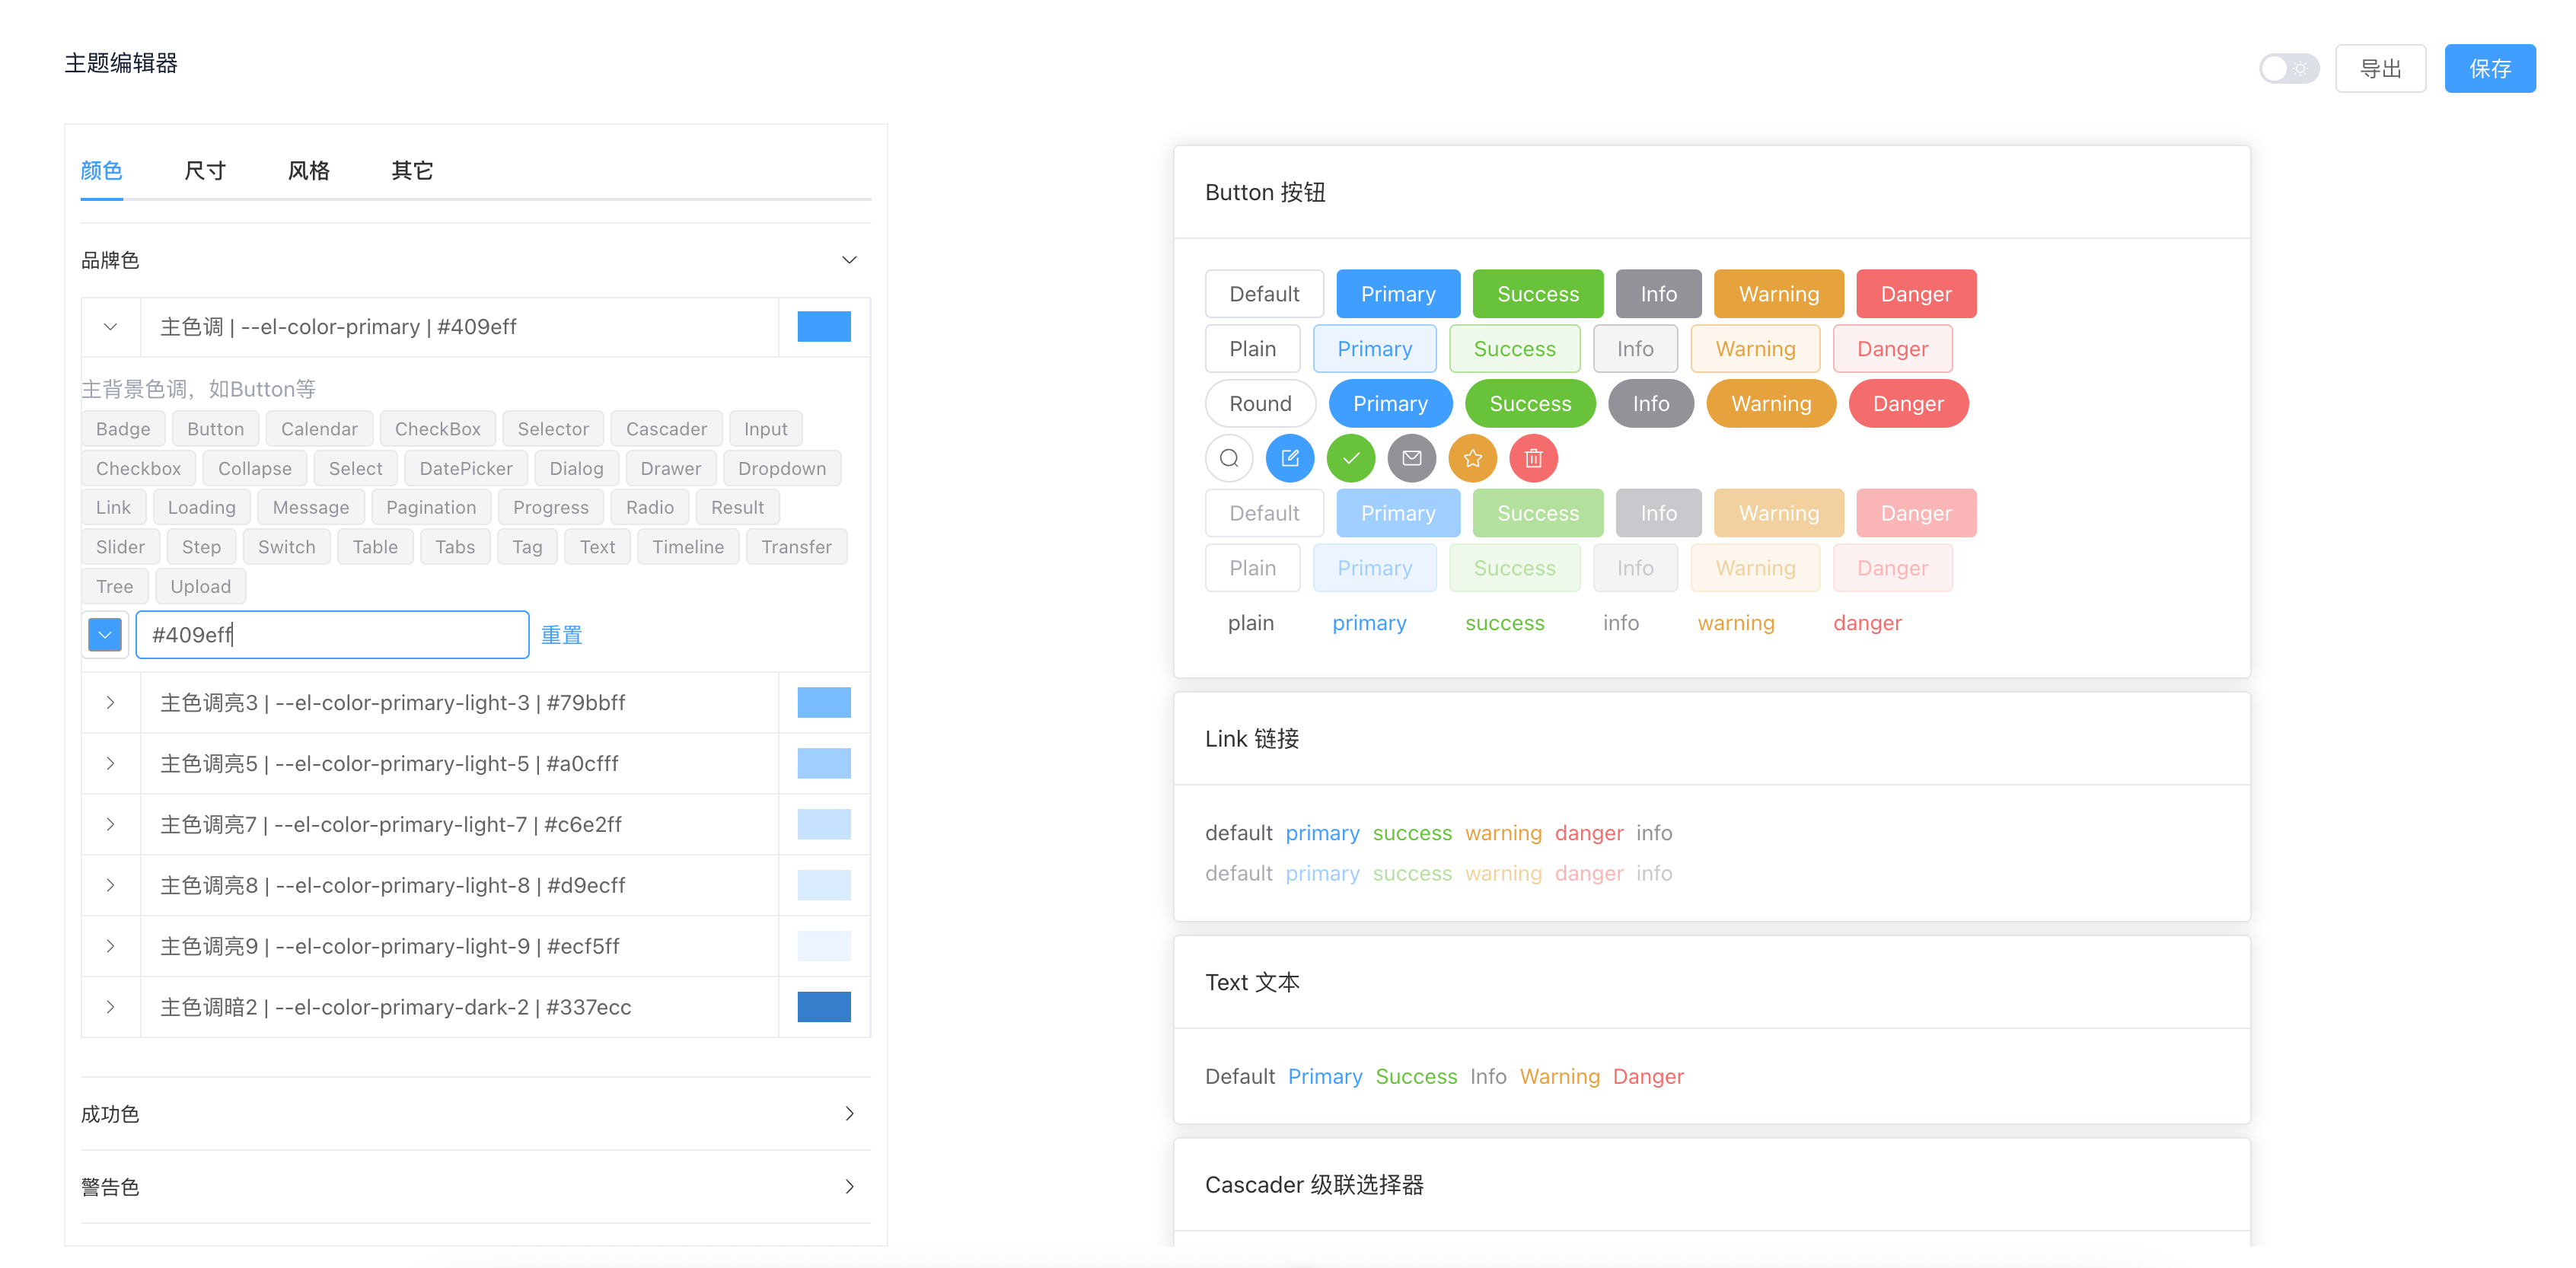 主题编辑器
导出 保存
颜色 尺寸 风格 其它
品牌色
主色调 | --el-color-primary | #409eff
主背景色调，如Button等
Badge Button Calendar CheckBox Selector Cascader Input
Checkbox Collapse Select DatePicker Dialog Drawer Dropdown
Link Loading Message Pagination Progress Radio Result
Slider Step Switch Table Tabs Tag Text Timeline Transfer
Tree Upload
#409eff 重置
主色调亮3 | --el-color-primary-light-3 | #79bbff
主色调亮5 | --el-color-primary-light-5 | #a0cfff
主色调亮7 | --el-color-primary-light-7 | #c6e2ff
主色调亮8 | --el-color-primary-light-8 | #d9ecff
主色调亮9 | --el-color-primary-light-9 | #ecf5ff
主色调暗2 | --el-color-primary-dark-2 | #337ecc
成功色
警告色
Button 按钮
Default Primary Success Info Warning Danger
Plain Primary Success Info Warning Danger
Round Primary Success Info Warning Danger
Default Primary Success Info Warning Danger
Plain Primary Success Info Warning Danger
plain primary success info warning danger
Link 链接
default primary success warning danger info
default primary success warning danger info
Text 文本
Default Primary Success Info Warning Danger
Cascader 级联选择器